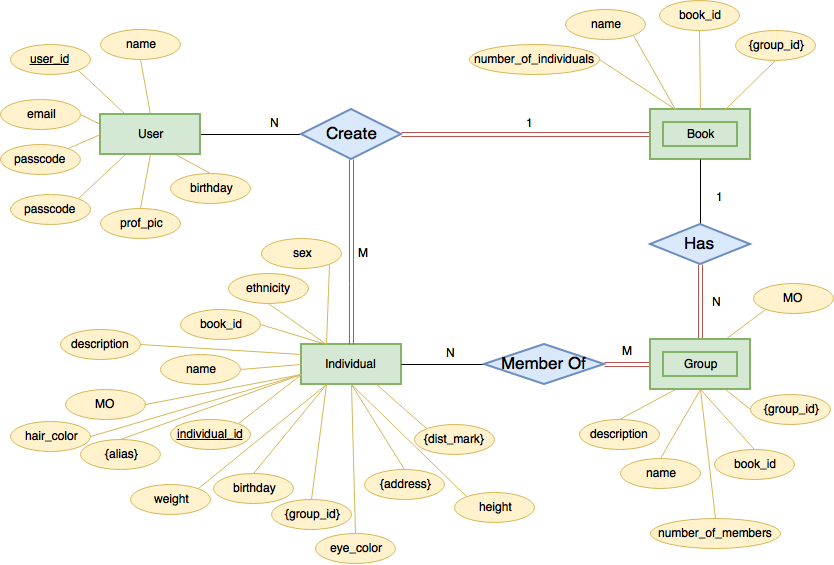 book_id
name
name
{group_id}
user_id
number_of_individuals
email
N
Create
1
User
Book
passcode
birthday
passcode
1
prof_pic
Has
sex
M
ethnicity
MO
N
book_id
description
N
M
Individual
Member Of
Group
name
MO
{group_id}
hair_color
individual_id
{dist_mark}
description
{alias}
book_id
name
birthday
{address}
weight
height
{group_id}
number_of_members
eye_color